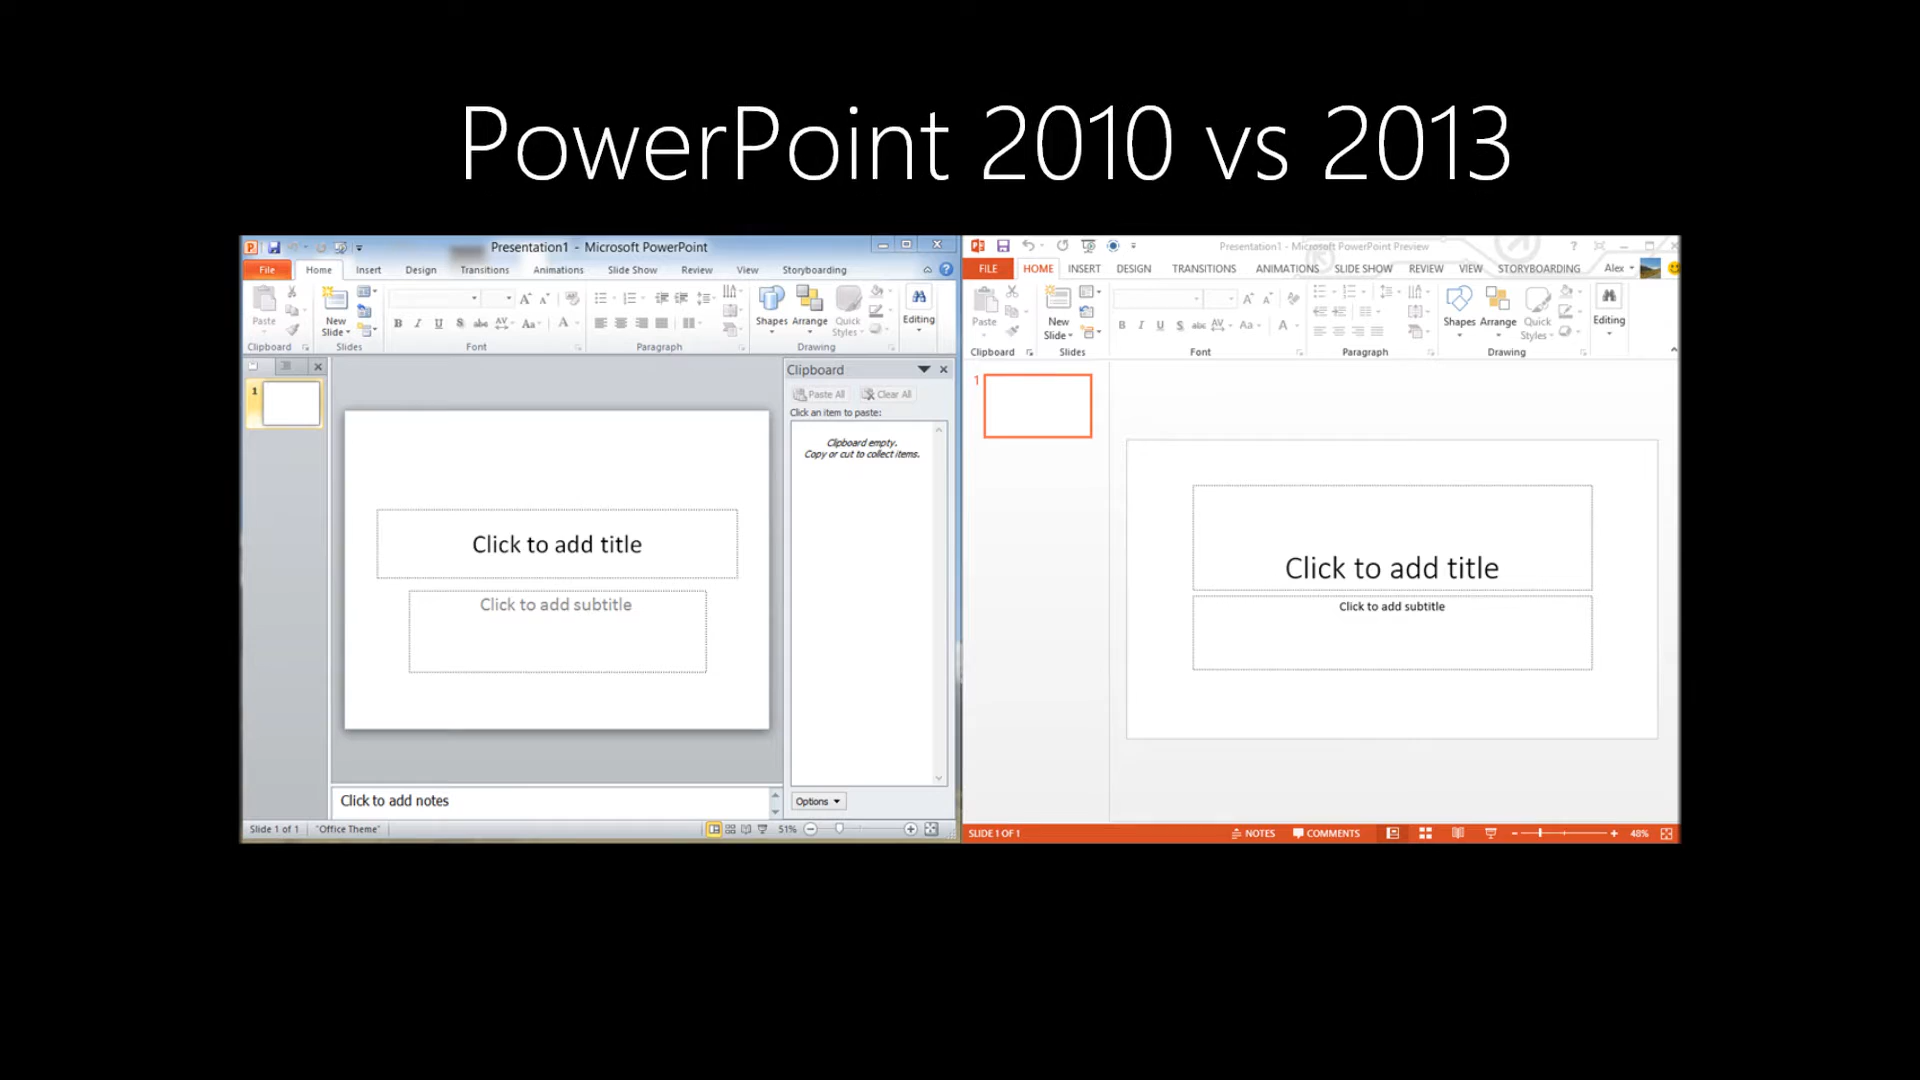 PowerPoint 2010 vs 2013
Presentation1 - Microsoft PowerPoint
File Home Insert Design Transitions Animations Slide Show Review View Storyboarding
Paste
New
Slide
Shapes Arrange Quick
Styles
Editing
Clipboard Slides Font Paragraph Drawing
1
Click to add title
Click to add subtitle
Click to add notes
Clipboard
Paste All Clear All
Click an item to paste:
Clipboard empty.
Copy or cut to collect items.
Options
Slide 1 of 1 "Office Theme" 51%
Presentation1 - Microsoft PowerPoint Preview
FILE HOME INSERT DESIGN TRANSITIONS ANIMATIONS SLIDE SHOW REVIEW VIEW STORYBOARDING Alex
Paste
New
Slide
Shapes Arrange Quick
Styles
Editing
Clipboard Slides Font Paragraph Drawing
1
Click to add title
Click to add subtitle
SLIDE 1 OF 1 NOTES COMMENTS 48%